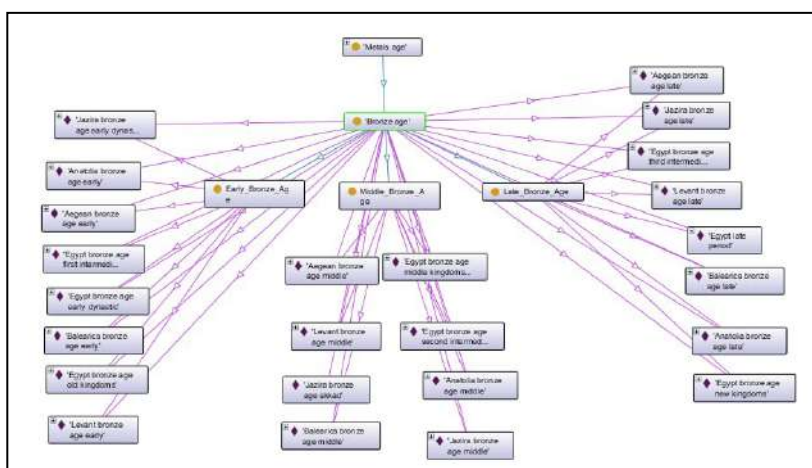 'Metals age'
'Bronze age'
'Jazira bronze
age early dynas...
'Anatolia bronze
age early'
'Aegean bronze
age early'
'Egypt bronze age
first intermedi...
'Egypt bronze age
early dynastic'
'Balearics bronze
age early'
'Egypt bronze age
old kingdoms'
'Levant bronze
age early'
Early_Bronze_Ag
e
Middle_Bronze_A
ge
Late_Bronze_Age
'Aegean bronze
age middle'
'Levant bronze
age middle'
'Jazira bronze
age akkad'
'Balearics bronze
age middle'
'Egypt bronze age
middle kingdoms...
'Egypt bronze age
second intermed...
'Anatolia bronze
age middle'
'Jazira bronze
age middle'
'Aegean bronze
age late'
'Jazira bronze
age late'
'Egypt bronze age
third intermedi...
'Levant bronze
age late'
'Egypt late
period'
'Balearics bronze
age late'
'Anatolia bronze
age late'
'Egypt bronze age
new kingdoms'